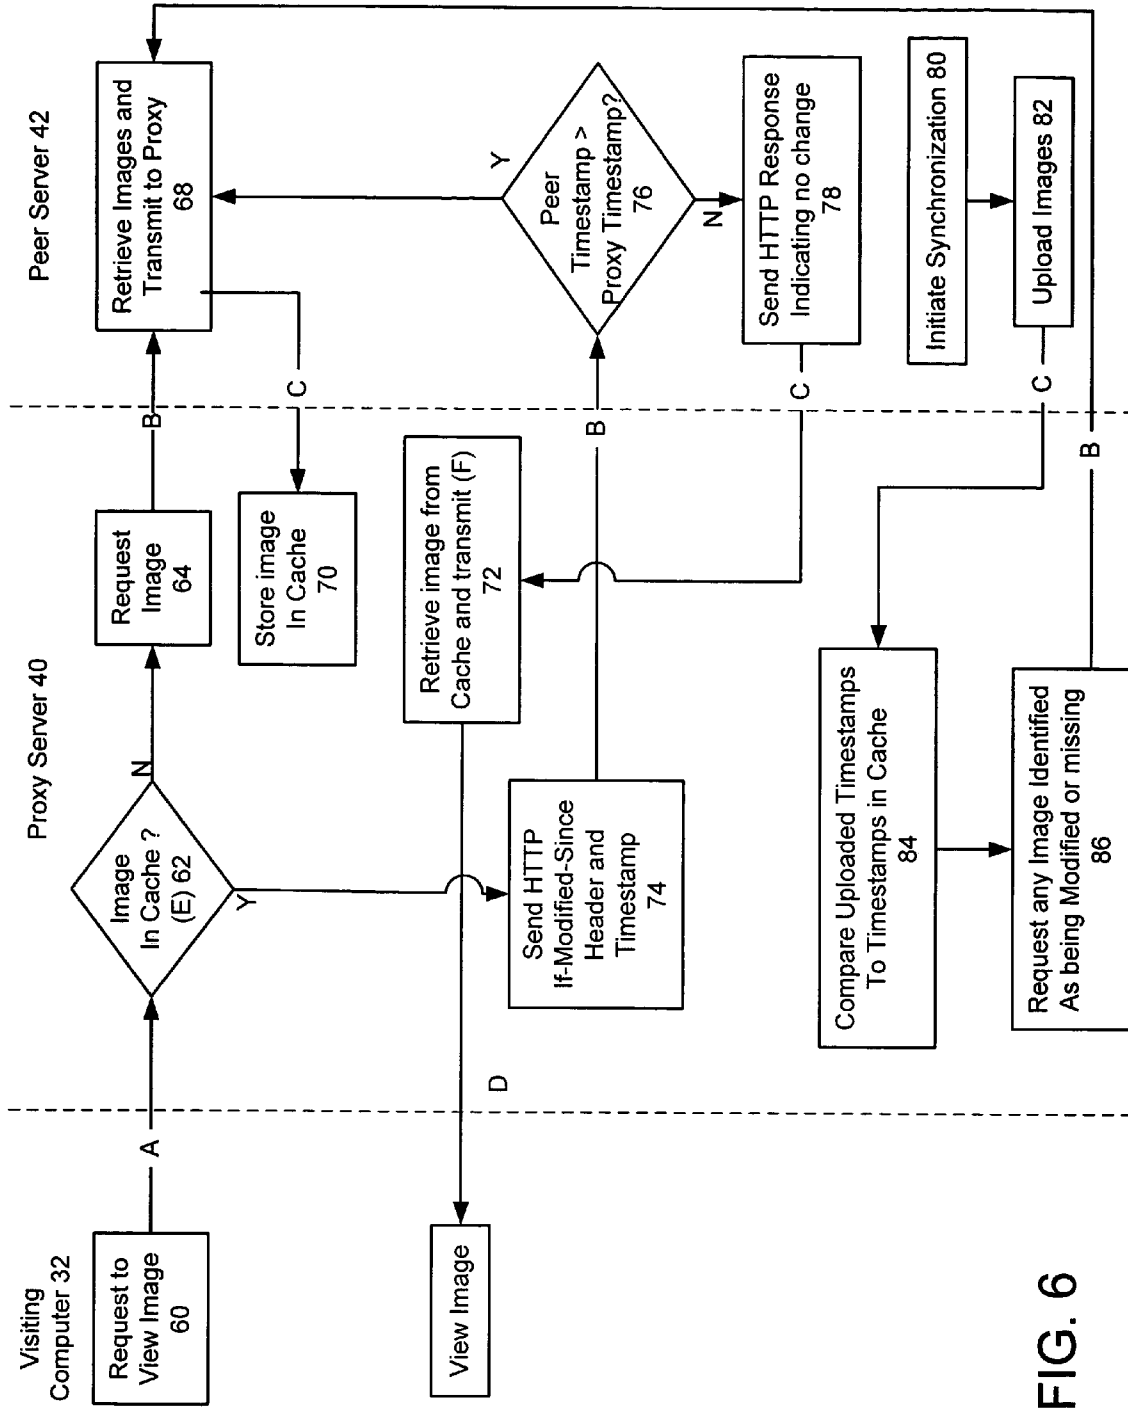 Visiting
Computer 32
Proxy Server 40
Peer Server 42
Request to
View Image
60
A
Image
In Cache ?
(E) 62
N
Y
Request
Image
64
B
Retrieve Images and
Transmit to Proxy
68
C
Store image
In Cache
70
View Image
D
Retrieve image from
Cache and transmit (F)
72
Send HTTP
If-Modified-Since
Header and
Timestamp
74
B
Peer
Timestamp >
Proxy Timestamp?
76
Y
N
Send HTTP Response
Indicating no change
78
C
Initiate Synchronization 80
Upload Images 82
C
Compare Uploaded Timestamps
To Timestamps in Cache
84
Request any Image Identified
As being Modified or missing
86
B
FIG. 6